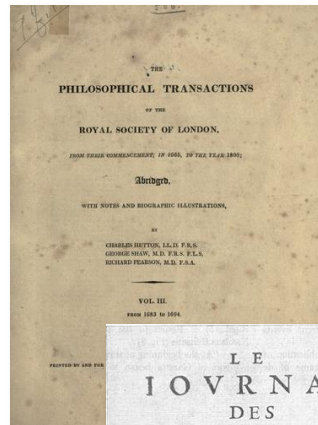 THE
PHILOSOPHICAL TRANSACTIONS
OF THE
ROYAL SOCIETY OF LONDON,
FROM THEIR COMMENCEMENT, IN 1665, TO THE YEAR 1800;
Abridged,
WITH NOTES AND BIOGRAPHIC ILLUSTRATIONS,
BY
CHARLES HUTTON, LL.D. F.R.S.
GEORGE SHAW, M.D. F.R.S. F.L.S.
RICHARD PEARSON, M.D. F.S.A.
VOL. III.
FROM 1683 to 1694.
PRINTED BY AND FOR
LE
IOVRNA
DES